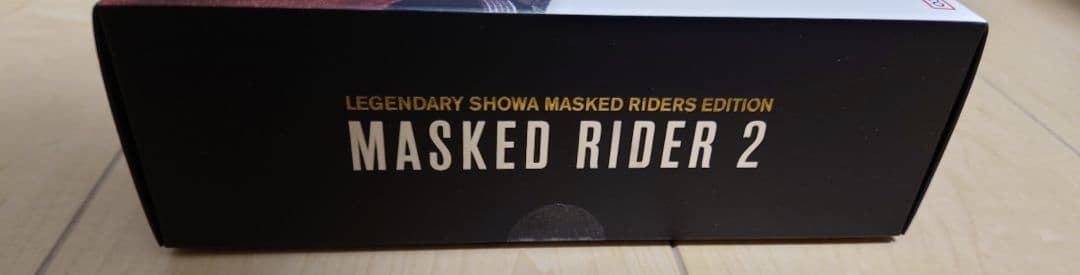 LEGENDARY SHOWA MASKED RIDERS EDITION
MASKED RIDER 2